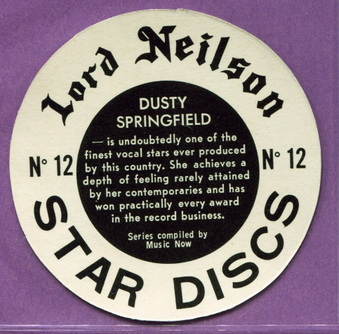 Lord Neilson
DUSTY
SPRINGFIELD
— is undoubtedly one of the
finest vocal stars ever produced
by this country. She achieves a
depth of feeling rarely attained
by her contemporaries and has
won practically every award
in the record business.
Series compiled by
Music Now
N° 12
N° 12
STAR DISCS